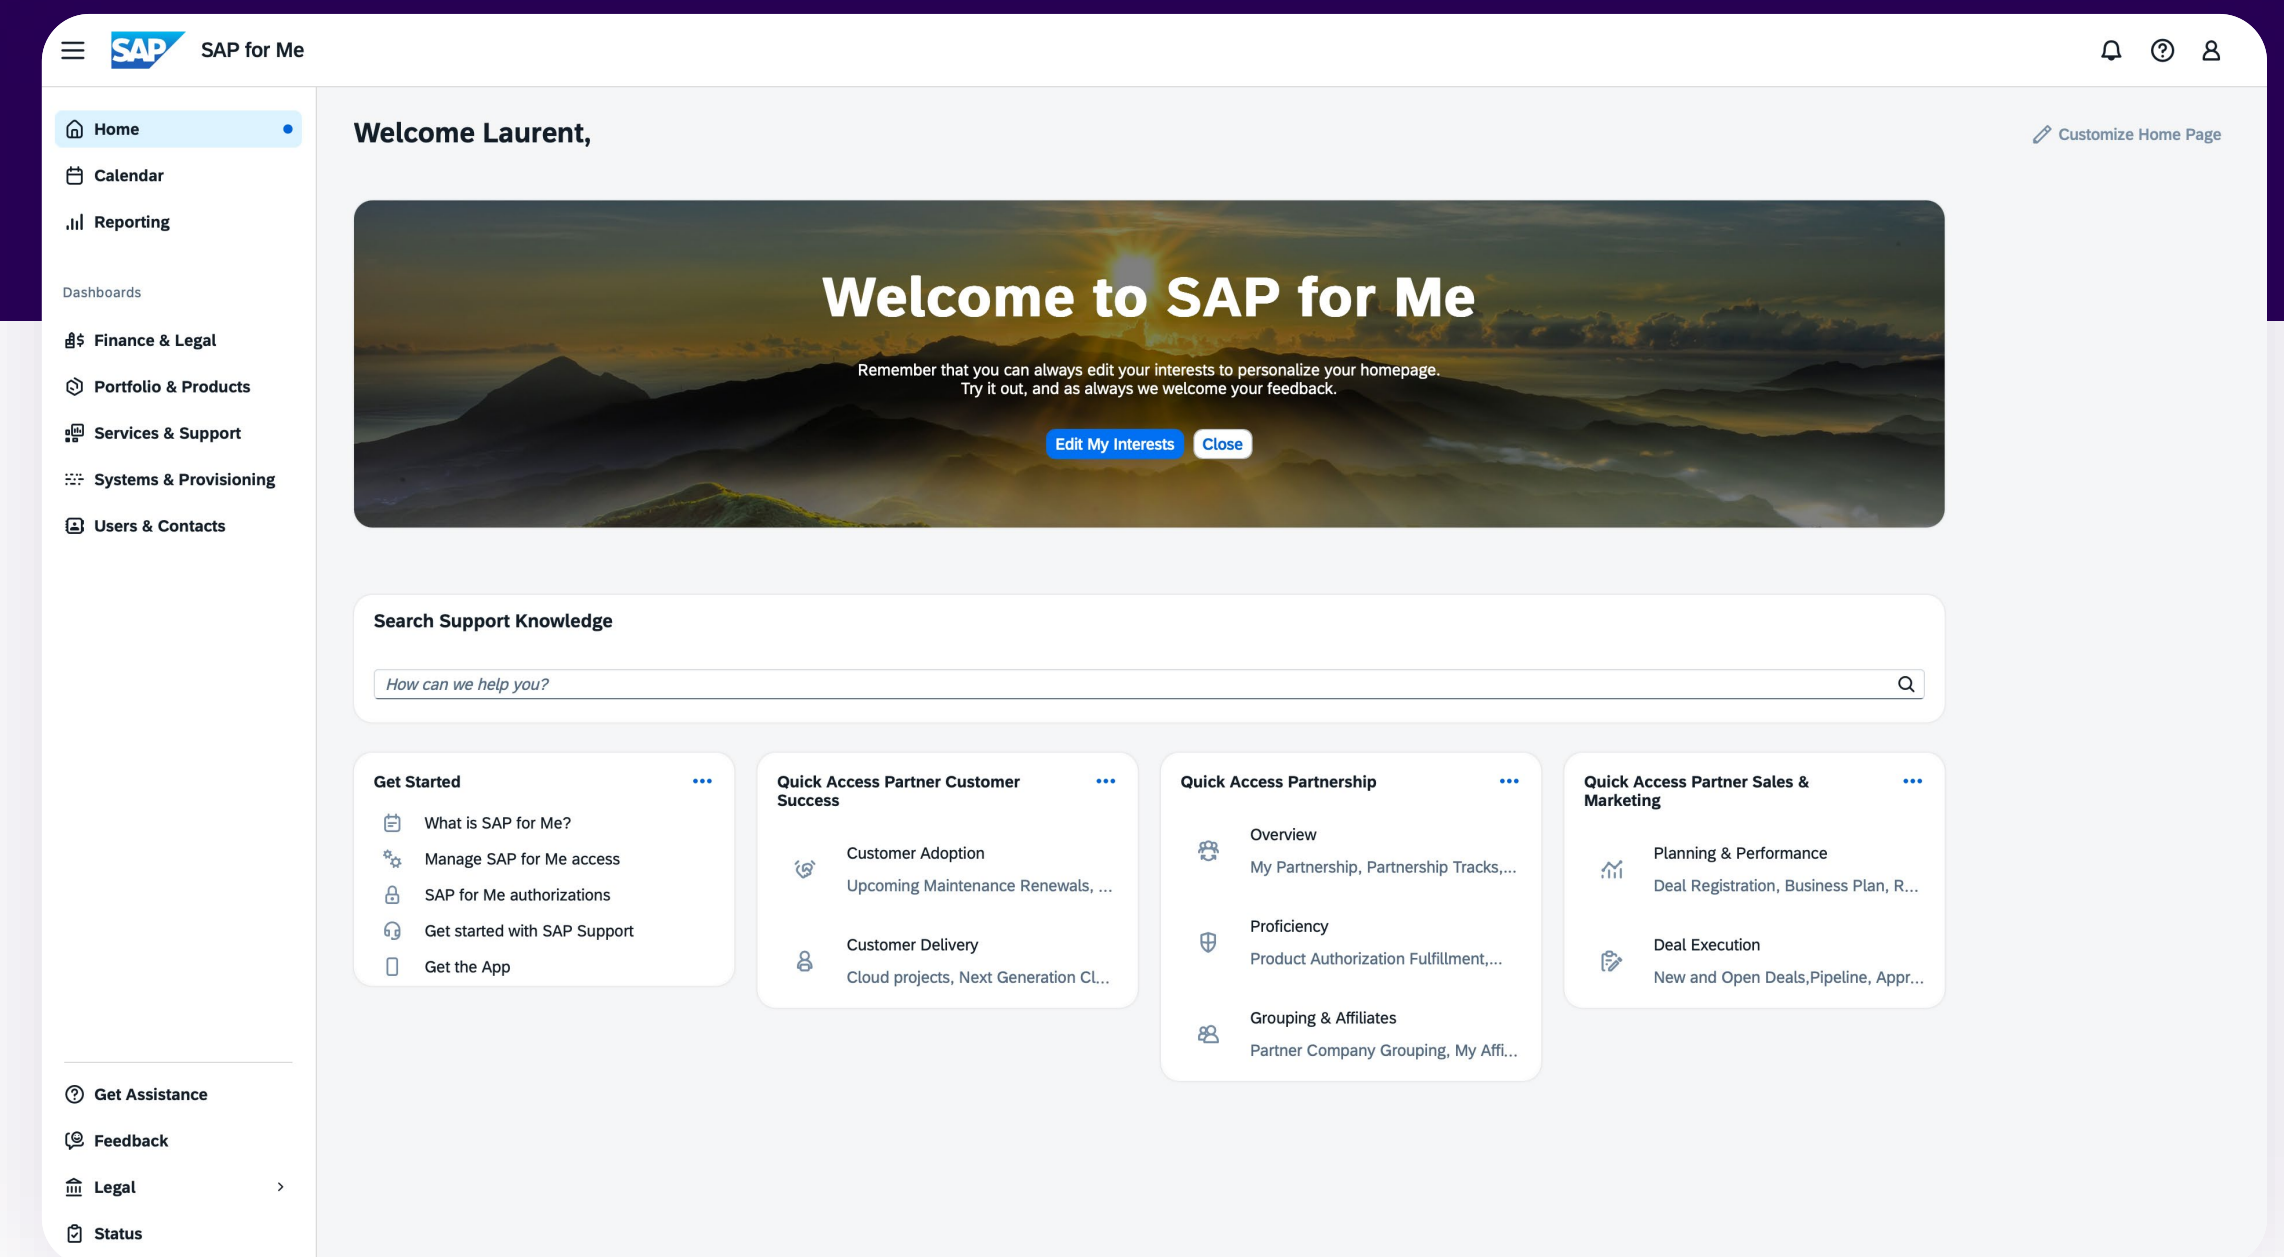 SAP SAP for Me
Home
Calendar
Reporting
Dashboards
Finance & Legal
Portfolio & Products
Services & Support
Systems & Provisioning
Users & Contacts
Get Assistance
Feedback
Legal
Status
Welcome Laurent,
Customize Home Page
Welcome to SAP for Me
Remember that you can always edit your interests to personalize your homepage.
Try it out, and as always we welcome your feedback.
Edit My Interests Close
Search Support Knowledge
How can we help you?
Get Started
What is SAP for Me?
Manage SAP for Me access
SAP for Me authorizations
Get started with SAP Support
Get the App
Quick Access Partner Customer
Success
Customer Adoption
Upcoming Maintenance Renewals, ...
Customer Delivery
Cloud projects, Next Generation Cl...
Quick Access Partnership
Overview
My Partnership, Partnership Tracks,...
Proficiency
Product Authorization Fulfillment,...
Grouping & Affiliates
Partner Company Grouping, My Affi...
Quick Access Partner Sales &
Marketing
Planning & Performance
Deal Registration, Business Plan, R...
Deal Execution
New and Open Deals,Pipeline, Appr...